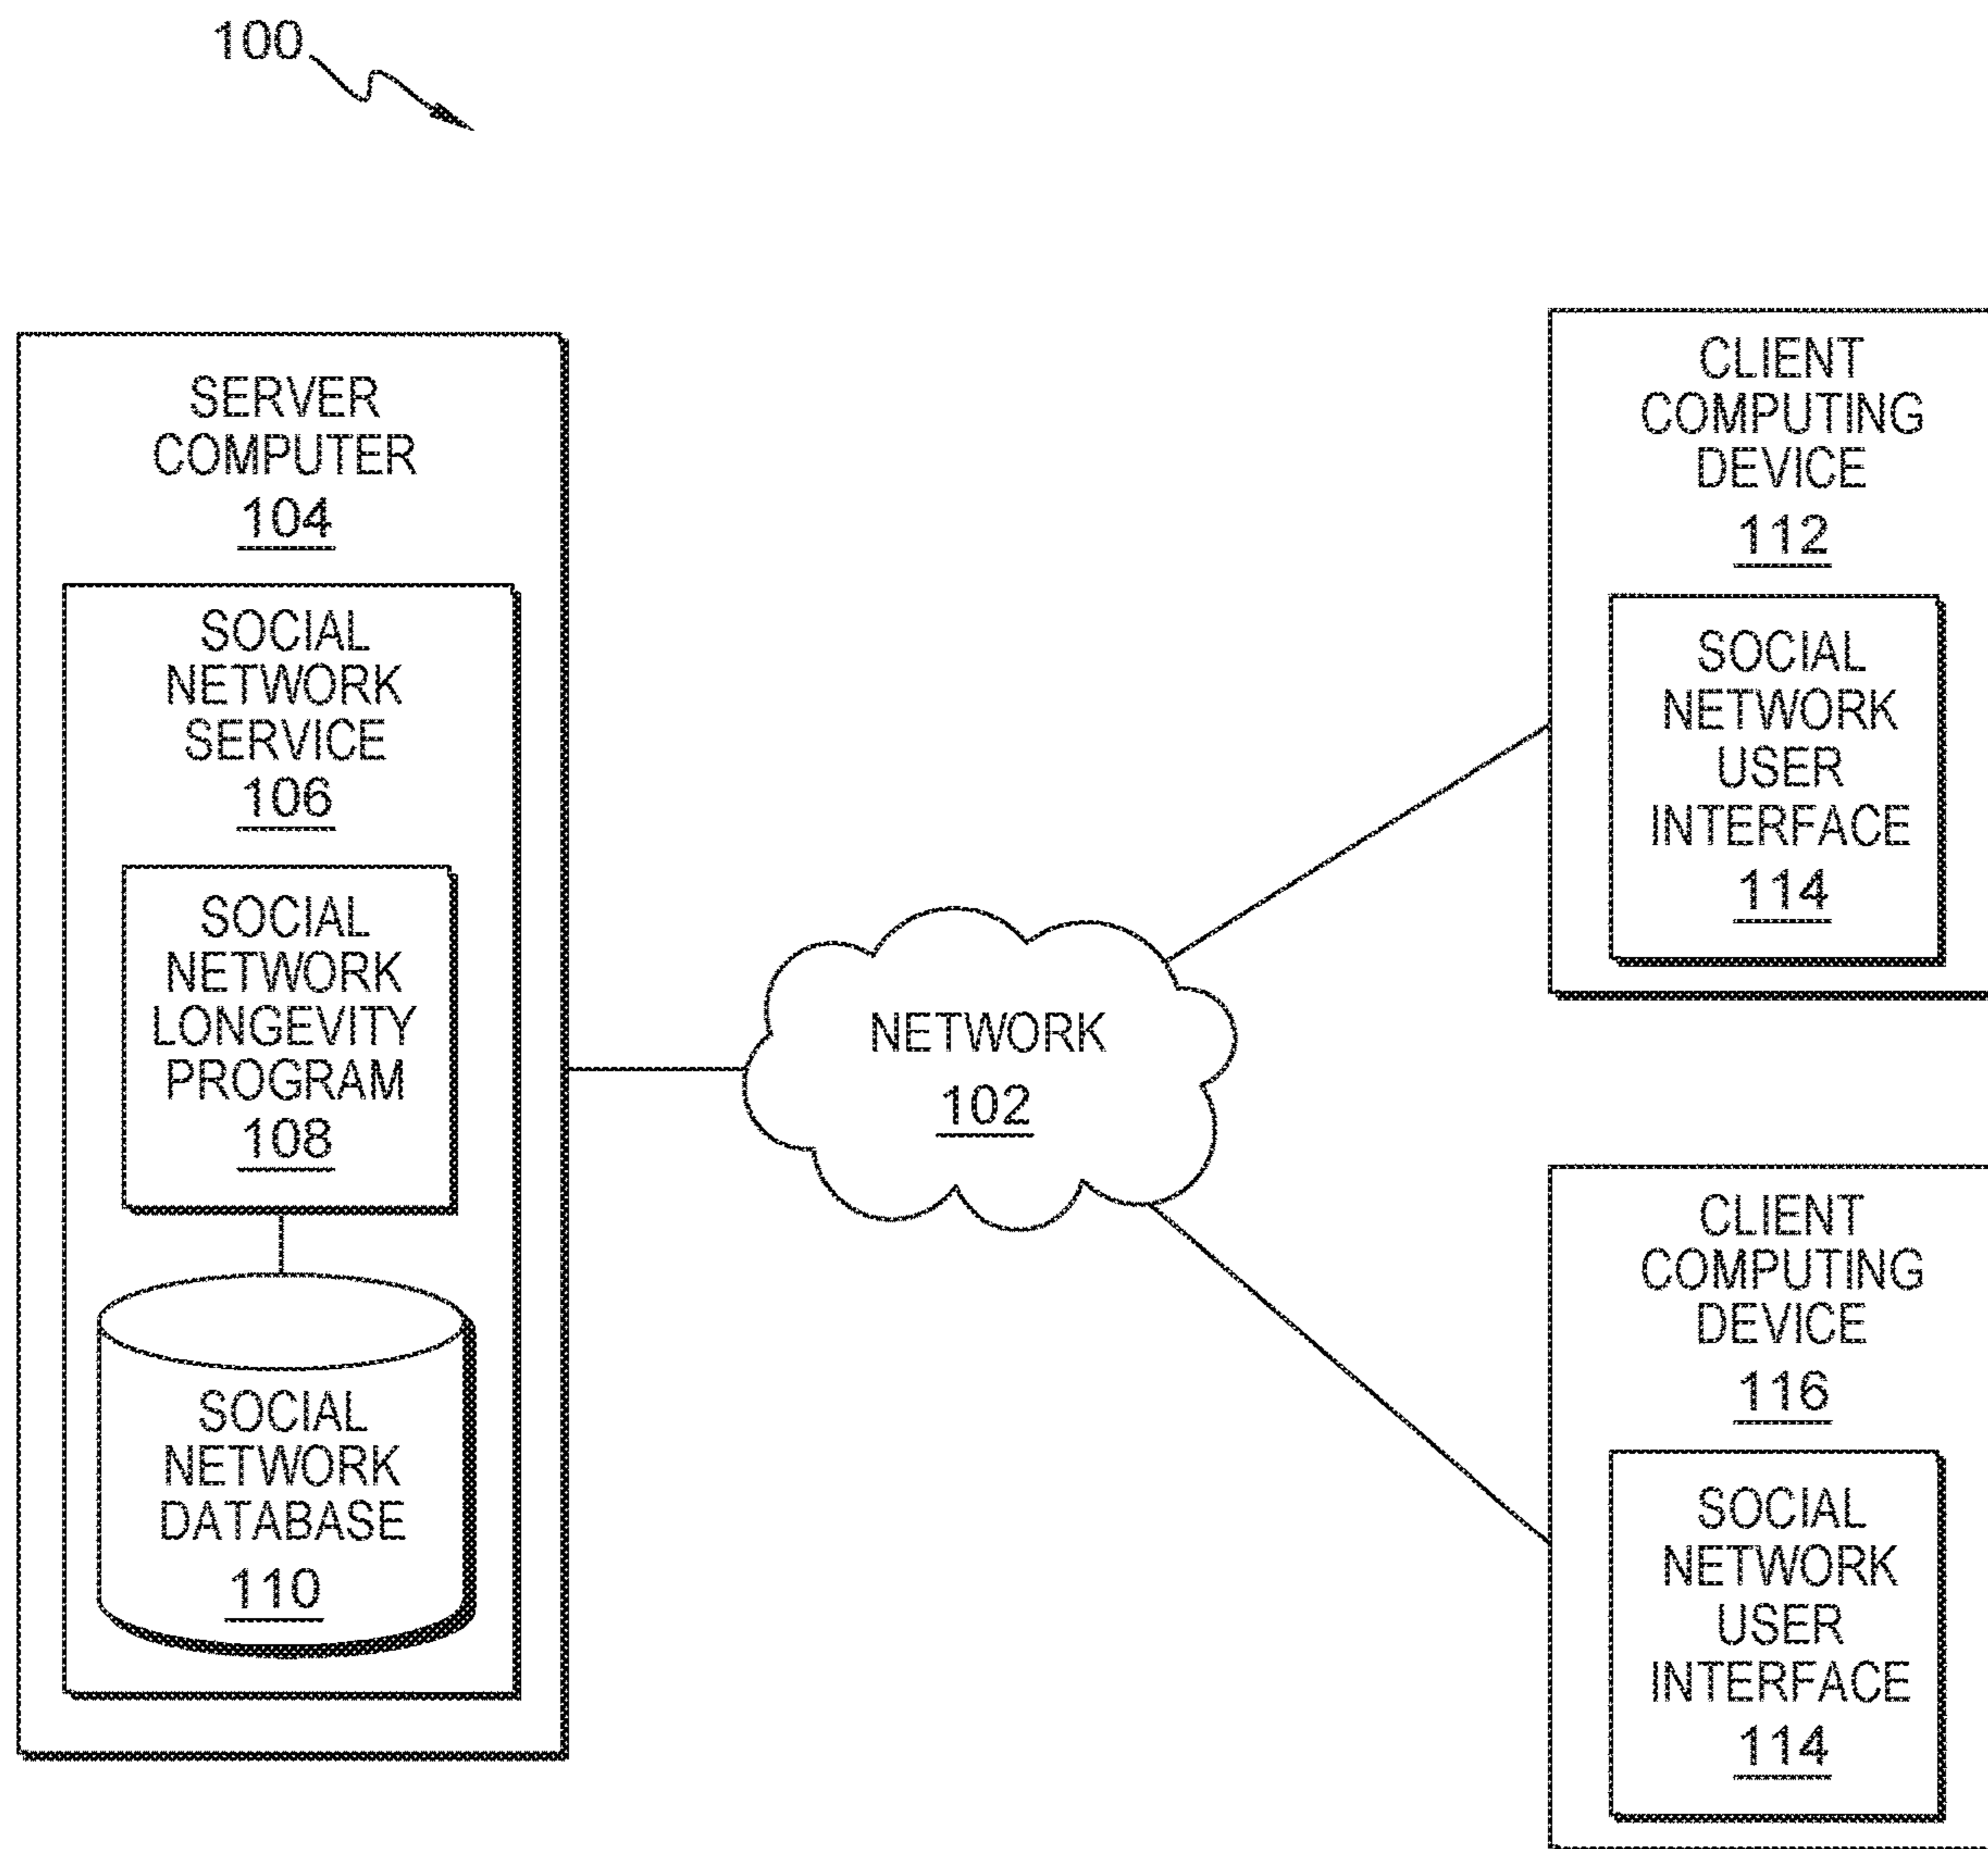 100
SERVER
COMPUTER
104
SOCIAL
NETWORK
SERVICE
106
SOCIAL
NETWORK
LONGEVITY
PROGRAM
108
SOCIAL
NETWORK
DATABASE
110
NETWORK
102
CLIENT
COMPUTING
DEVICE
112
SOCIAL
NETWORK
USER
INTERFACE
114
CLIENT
COMPUTING
DEVICE
116
SOCIAL
NETWORK
USER
INTERFACE
114